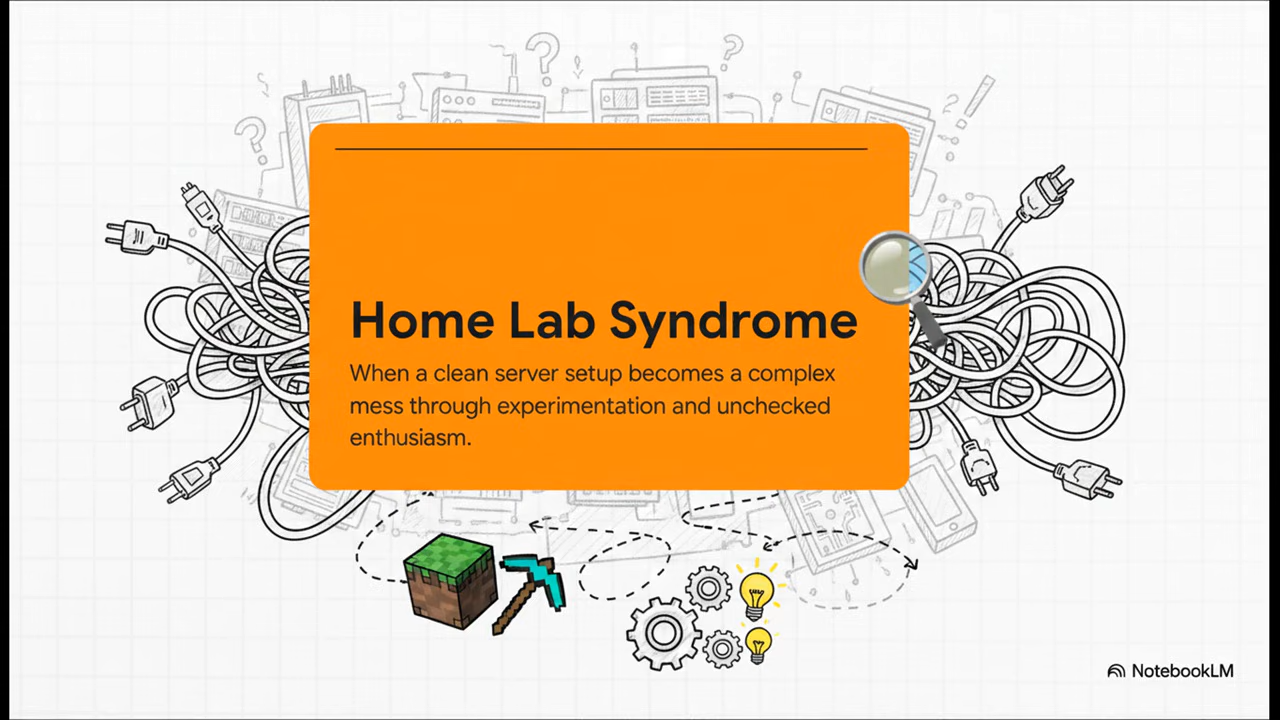 Home Lab Syndrome
When a clean server setup becomes a complex
mess through experimentation and unchecked
enthusiasm.
NotebookLM